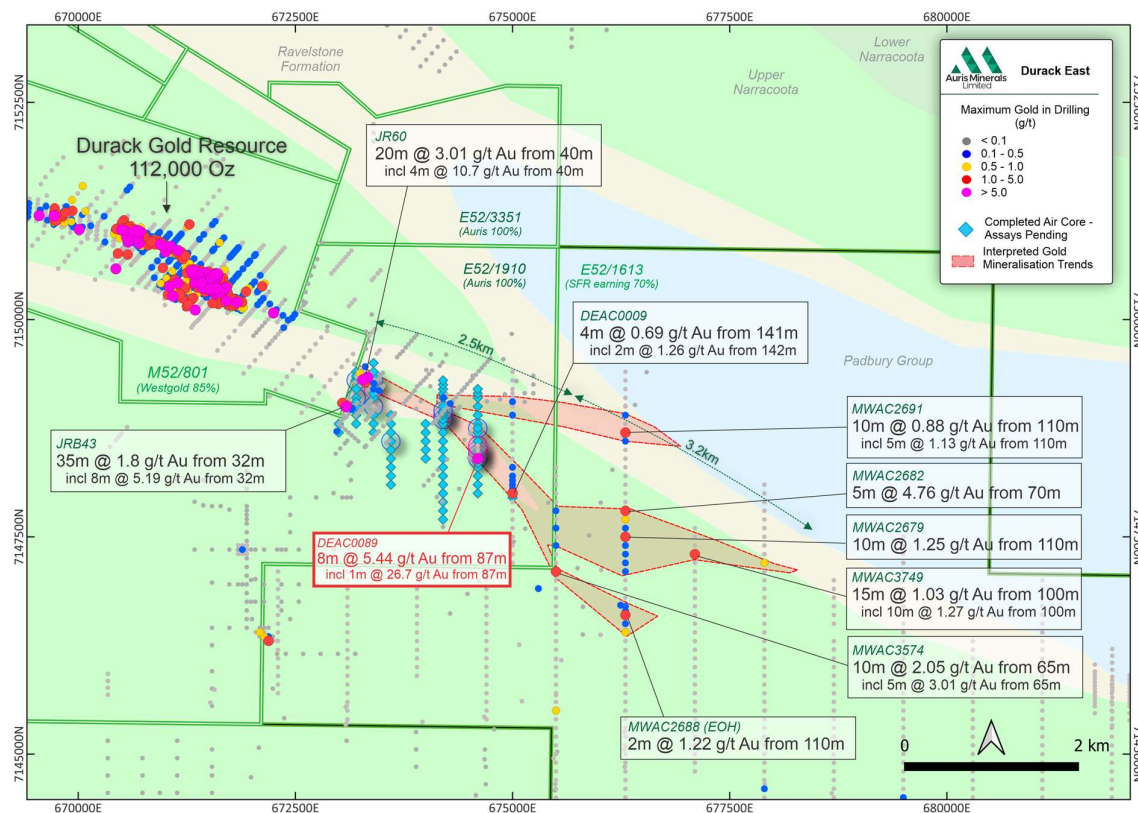 670000E
672500E
675000E
677500E
680000E
7152500N
7152500N
Ravelstone
Formation
Upper
Narracoota
Lower
Narracoota
Auris Minerals
Limited
Durack East
Maximum Gold in Drilling
(g/t)
< 0.1
0.1 - 0.5
0.5 - 1.0
1.0 - 5.0
> 5.0
Completed Air Core -
Assays Pending
Interpreted Gold
Mineralisation Trends
Durack Gold Resource
112,000 Oz
JR60
20m @ 3.01 g/t Au from 40m
incl 4m @ 10.7 g/t Au from 40m
E52/3351
(Auris 100%)
E52/1910
(Auris 100%)
E52/1613
(SFR earning 70%)
7150000N
7150000N
DEAC0009
4m @ 0.69 g/t Au from 141m
incl 2m @ 1.26 g/t Au from 142m
2.5km
Padbury Group
M52/801
(Westgold 85%)
3.2km
JRB43
35m @ 1.8 g/t Au from 32m
incl 8m @ 5.19 g/t Au from 32m
MWAC2691
10m @ 0.88 g/t Au from 110m
incl 5m @ 1.13 g/t Au from 110m
MWAC2682
5m @ 4.76 g/t Au from 70m
7147500N
7147500N
DEAC0089
8m @ 5.44 g/t Au from 87m
incl 1m @ 26.7 g/t Au from 87m
MWAC2679
10m @ 1.25 g/t Au from 110m
MWAC3749
15m @ 1.03 g/t Au from 100m
incl 10m @ 1.27 g/t Au from 100m
MWAC3574
10m @ 2.05 g/t Au from 65m
incl 5m @ 3.01 g/t Au from 65m
MWAC2688 (EOH)
2m @ 1.22 g/t Au from 110m
7145000N
7145000N
0
2 km
670000E
672500E
675000E
677500E
680000E